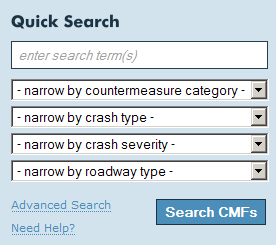 Quick Search
enter search term(s)
- narrow by countermeasure category -
- narrow by crash type -
- narrow by crash severity -
- narrow by roadway type -
Advanced Search
Search CMFs
Need Help?